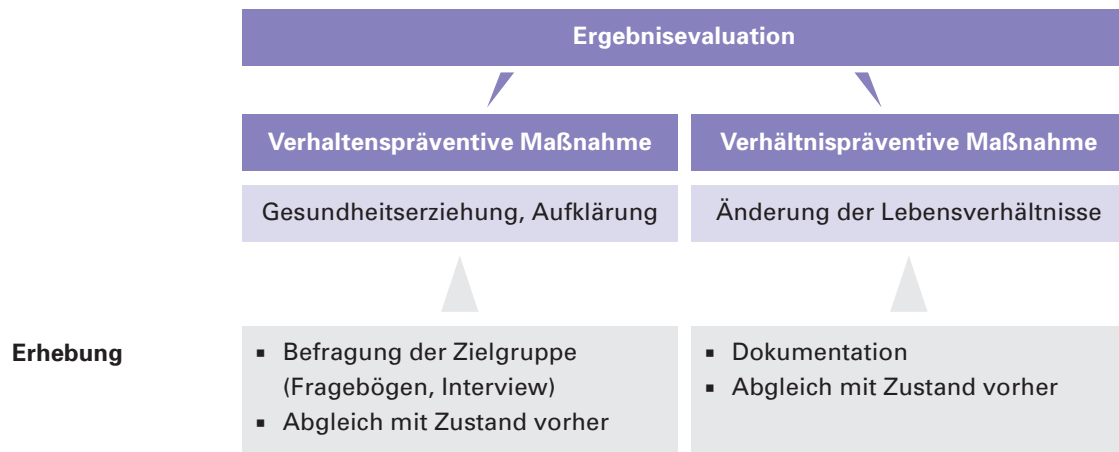 Ergebnisevaluation
Verhaltenspräventive Maßnahme
Verhältnispräventive Maßnahme
Gesundheitserziehung, Aufklärung
Änderung der Lebensverhältnisse
Erhebung
▪ Befragung der Zielgruppe
(Fragebögen, Interview)
▪ Abgleich mit Zustand vorher
▪ Dokumentation
▪ Abgleich mit Zustand vorher